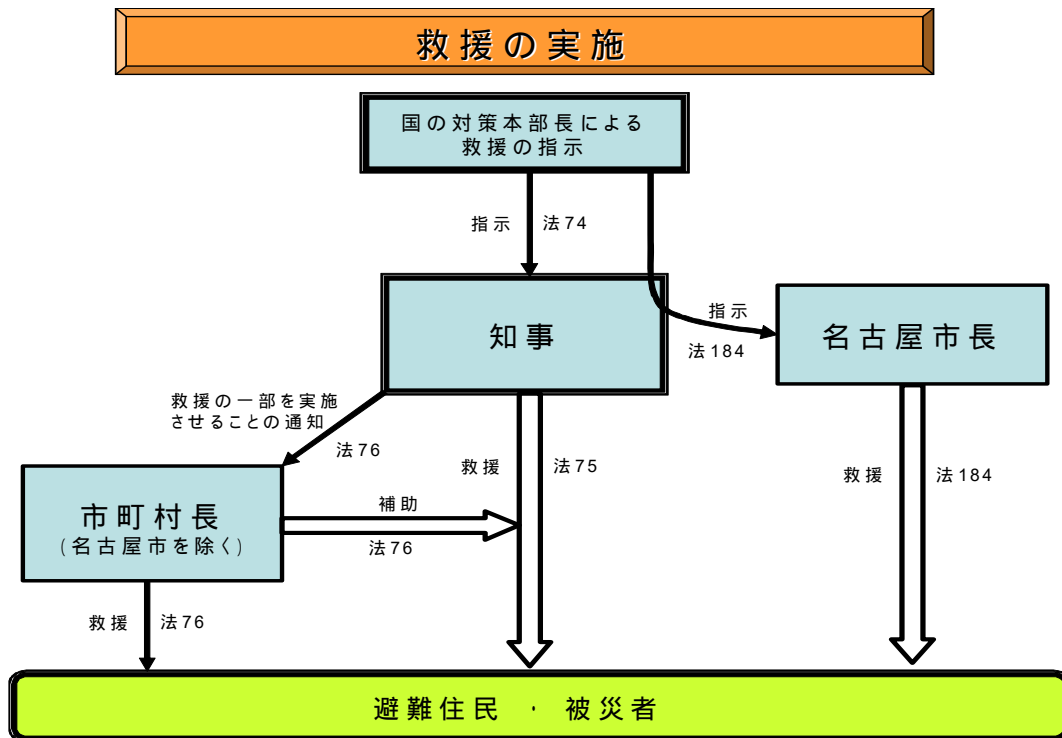 救援の実施
国の対策本部長による
救援の指示
指示
法74
知事
指示
法184
名古屋市長
救援の一部を実施
させることの通知
法76
救援
法75
救援
法184
市町村長
(名古屋市を除く)
補助
法76
救援
法76
避難住民 ・ 被災者